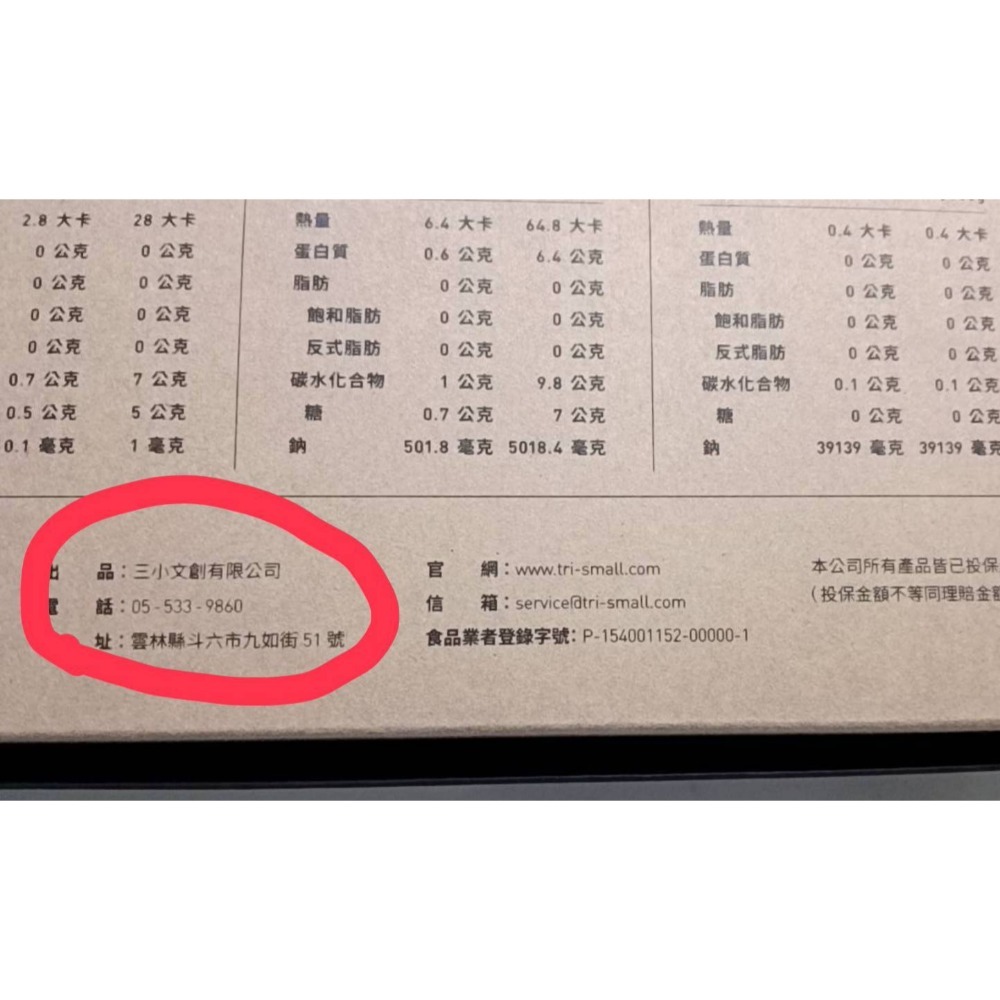 2.8 大卡 28 大卡
0 公克 0 公克
0 公克 0 公克
0 公克 0 公克
0 公克 0 公克
0.7 公克 7 公克
0.5 公克 5 公克
0.1 毫克 1 毫克
熱量 6.4 大卡 64.8 大卡
蛋白質 0.6 公克 6.4 公克
脂肪 0 公克 0 公克
飽和脂肪 0 公克 0 公克
反式脂肪 0 公克 0 公克
碳水化合物 1 公克 9.8 公克
糖 0.7 公克 7 公克
鈉 501.8 毫克 5018.4 毫克
熱量 0.4 大卡 0.4 大卡
蛋白質 0 公克 0 公克
脂肪 0 公克 0 公克
飽和脂肪 0 公克 0 公克
反式脂肪 0 公克 0 公克
碳水化合物 0.1 公克 0.1 公克
糖 0 公克 0 公克
鈉 39139 毫克 39139 毫克
品：三小文創有限公司
話：05 - 533 - 9860
址：雲林縣斗六市九如街 51 號
官 網：www.tri-small.com
信 箱：service@tri-small.com
食品業者登錄字號：P-154001152-00000-1
本公司所有產品皆已投保
（投保金額不等同理賠金額